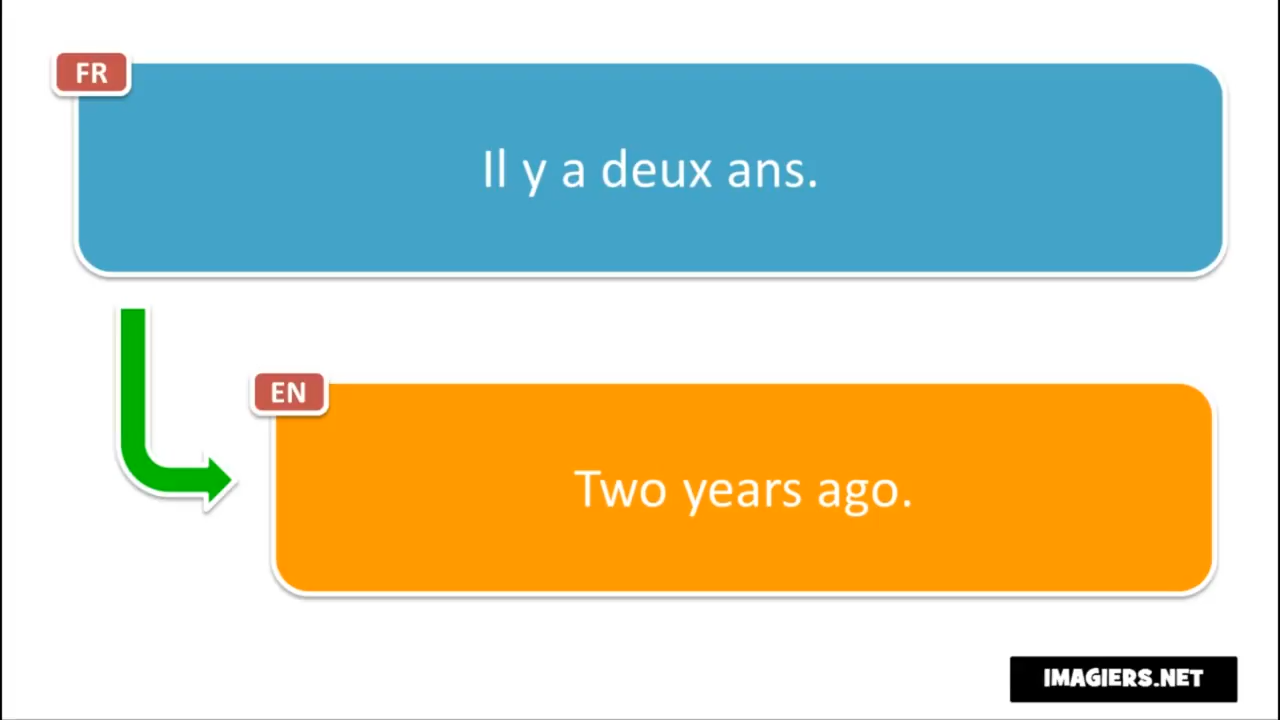 FR
Il y a deux ans.
EN
Two years ago.
IMAGIERS.NET